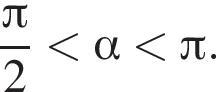 π/2 < α < π.